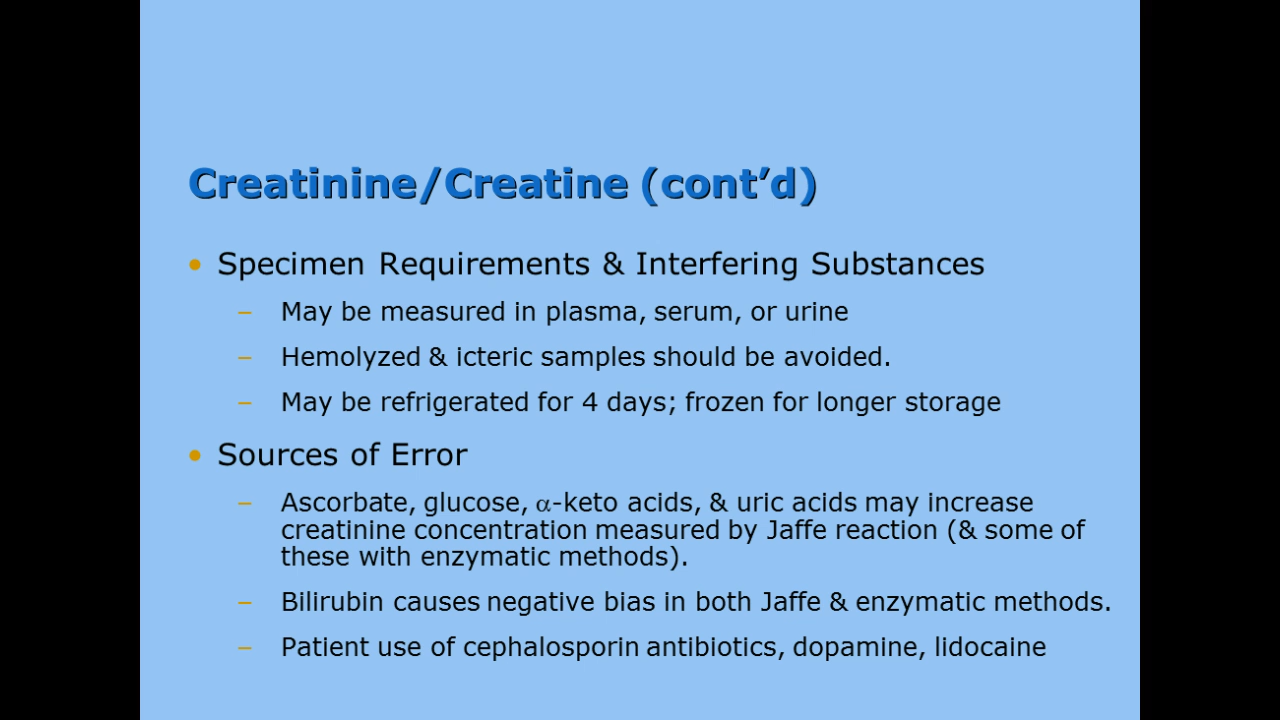 Creatinine/Creatine (cont’d)
• Specimen Requirements & Interfering Substances
– May be measured in plasma, serum, or urine
– Hemolyzed & icteric samples should be avoided.
– May be refrigerated for 4 days; frozen for longer storage
• Sources of Error
– Ascorbate, glucose, α-keto acids, & uric acids may increase
creatinine concentration measured by Jaffe reaction (& some of
these with enzymatic methods).
– Bilirubin causes negative bias in both Jaffe & enzymatic methods.
– Patient use of cephalosporin antibiotics, dopamine, lidocaine